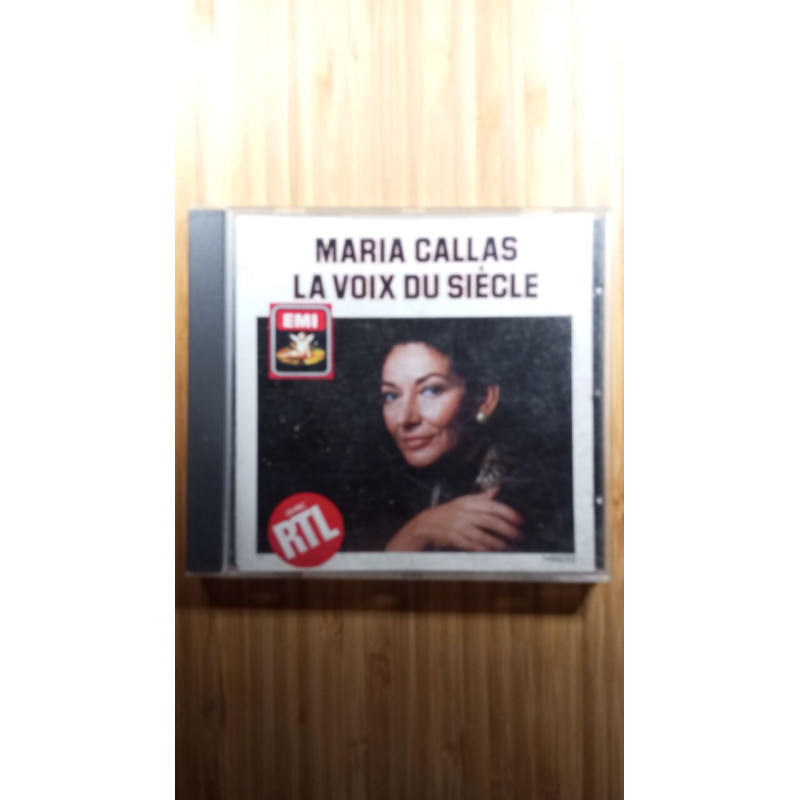 MARIA CALLAS
LA VOIX DU SIÈCLE
EMI
RTL